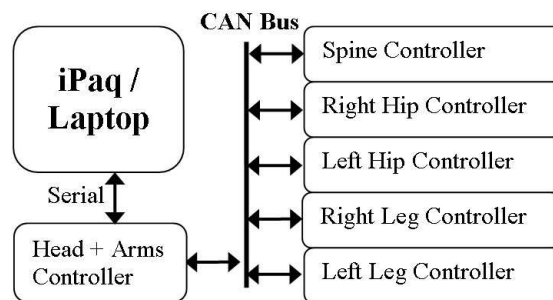 CAN Bus
iPaq /
Laptop
Serial
Head + Arms
Controller
Spine Controller
Right Hip Controller
Left Hip Controller
Right Leg Controller
Left Leg Controller